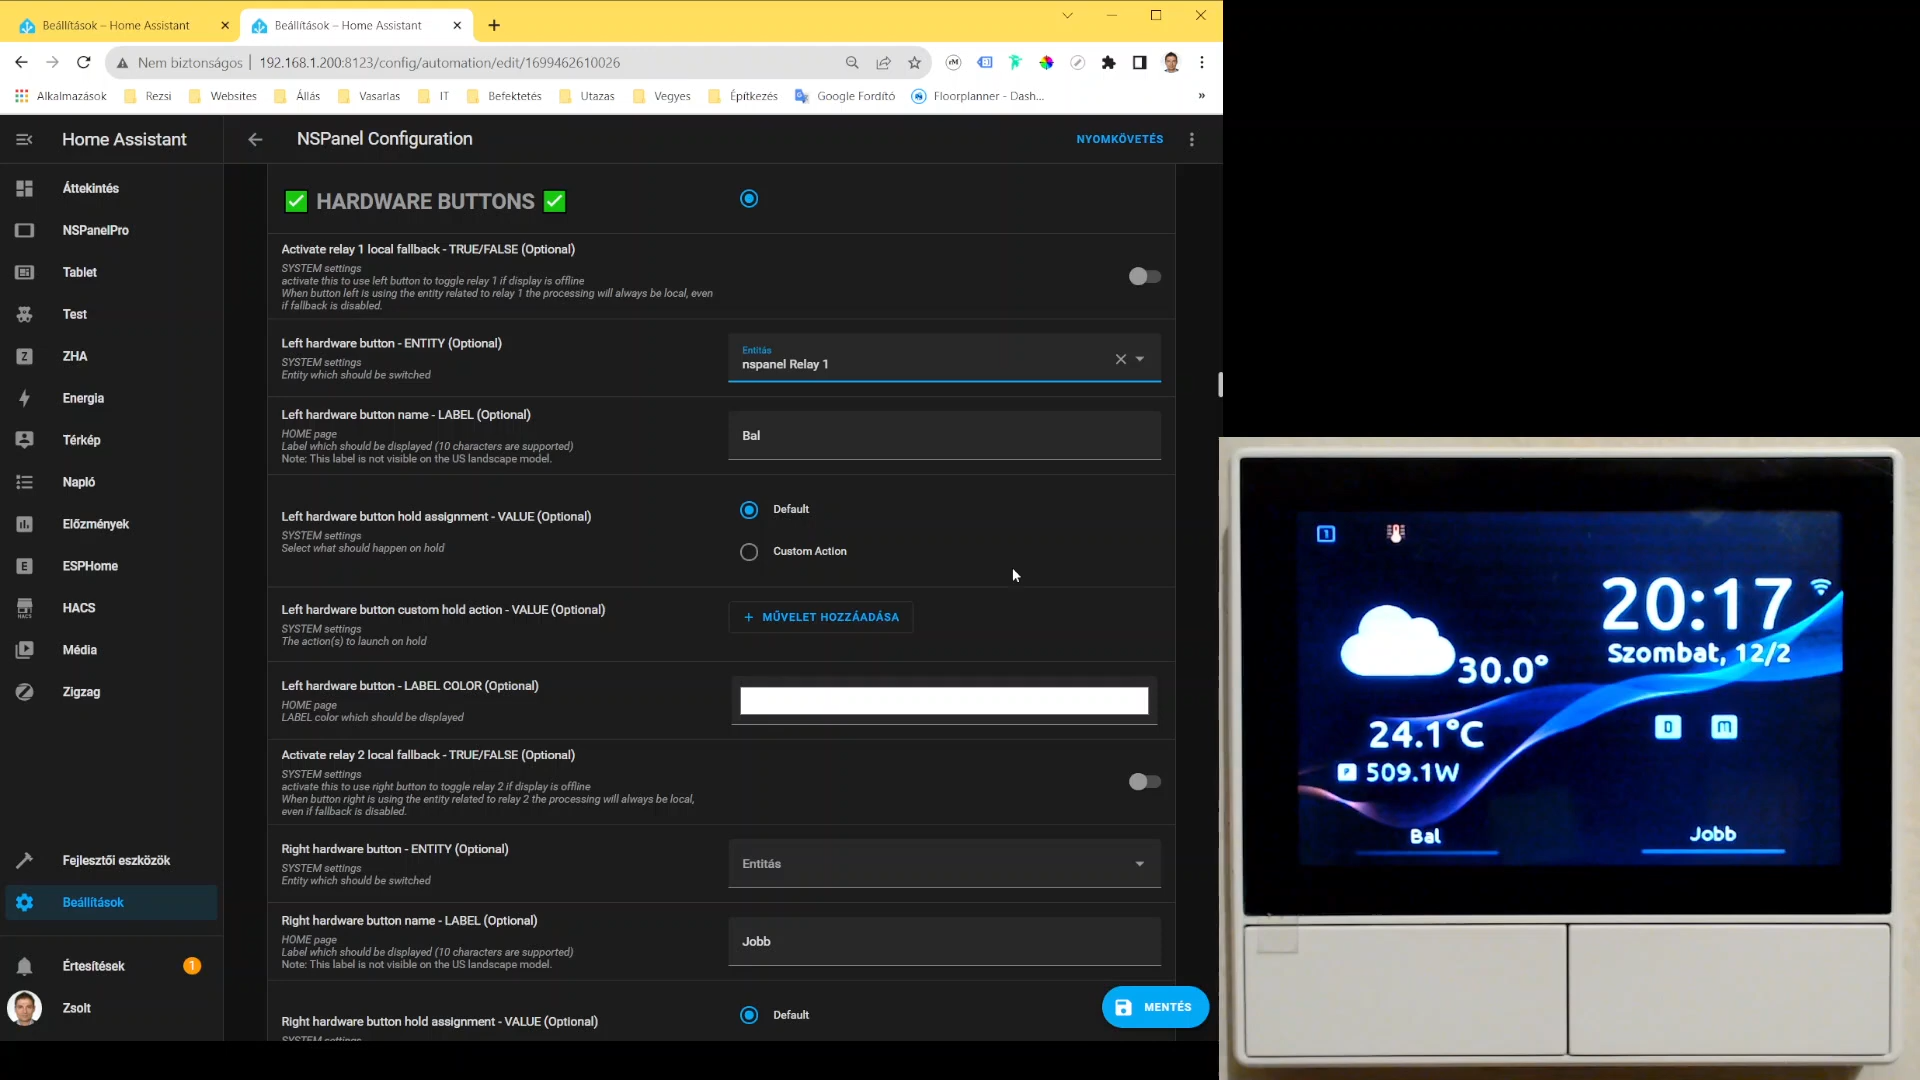 Beállítások – Home Assistant
Beállítások – Home Assistant
Nem biztonságos
192.168.1.200:8123/config/automation/edit/1699462610026
Alkalmazások
Rezsi
Websites
Állás
Vasarlas
IT
Befektetés
Utazas
Vegyes
Építkezés
Google Fordító
Floorplanner - Dash...
»
Home Assistant
NSPanel Configuration
NYOMKÖVETÉS
Áttekintés
NSPanelPro
Tablet
Test
Z
ZHA
Energia
Térkép
Napló
Előzmények
E
ESPHome
HACS
HACS
Média
Zigzag
Fejlesztői eszközök
Beállítások
Értesítések
1
Zsolt
HARDWARE BUTTONS
Activate relay 1 local fallback - TRUE/FALSE (Optional)
SYSTEM settings
activate this to use left button to toggle relay 1 if display is offline
When button left is using the entity related to relay 1 the processing will always be local, even
if fallback is disabled.
Left hardware button - ENTITY (Optional)
SYSTEM settings
Entity which should be switched
Entitás
nspanel Relay 1
Left hardware button name - LABEL (Optional)
HOME page
Label which should be displayed (10 characters are supported)
Note: This label is not visible on the US landscape model.
Bal
Left hardware button hold assignment - VALUE (Optional)
SYSTEM settings
Select what should happen on hold
Default
Custom Action
Left hardware button custom hold action - VALUE (Optional)
SYSTEM settings
The action(s) to launch on hold
+ MŰVELET HOZZÁADÁSA
Left hardware button - LABEL COLOR (Optional)
HOME page
LABEL color which should be displayed
Activate relay 2 local fallback - TRUE/FALSE (Optional)
SYSTEM settings
activate this to use right button to toggle relay 2 if display is offline
When button right is using the entity related to relay 2 the processing will always be local,
even if fallback is disabled.
Right hardware button - ENTITY (Optional)
SYSTEM settings
Entity which should be switched
Entitás
Right hardware button name - LABEL (Optional)
HOME page
Label which should be displayed (10 characters are supported)
Note: This label is not visible on the US landscape model.
Jobb
Right hardware button hold assignment - VALUE (Optional)
SYSTEM settings
Default
MENTÉS
1
20:17
Szombat, 12/2
30.0°
24.1°C
P 509.1W
D
M
Bal
Jobb